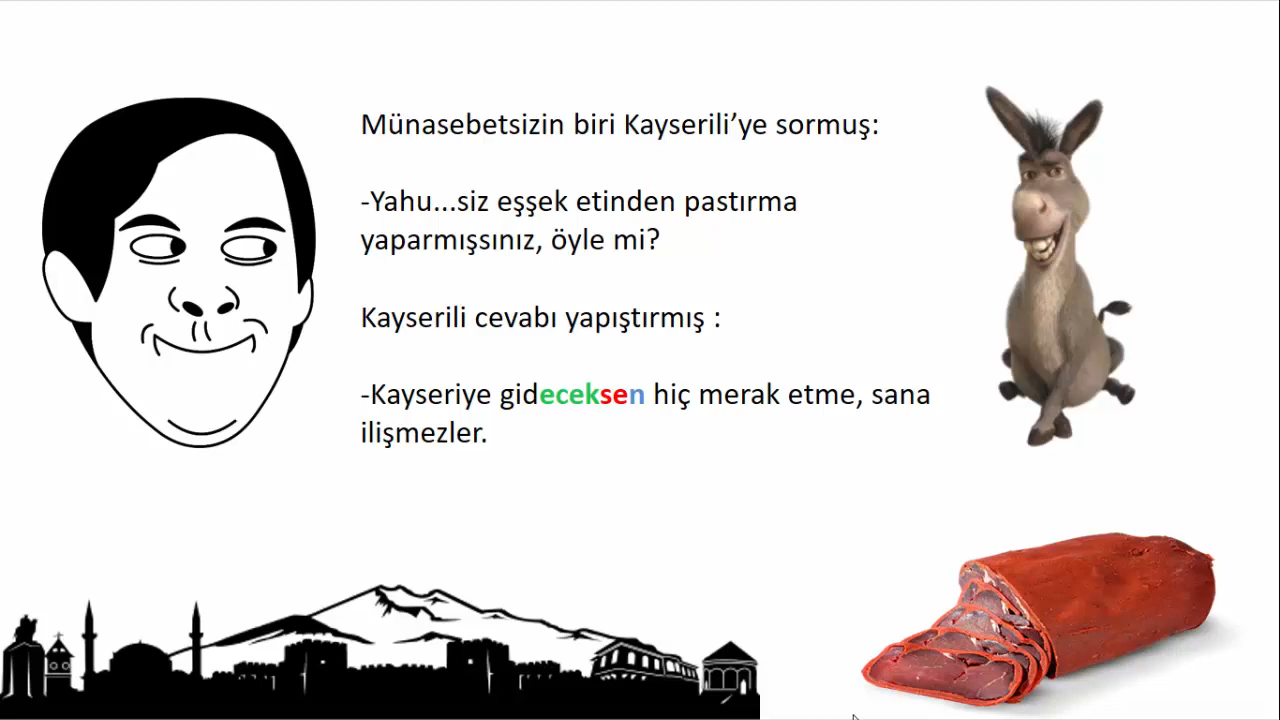 Münasebetsizin biri Kayserili’ye sormuş:
-Yahu...siz eşşek etinden pastırma
yaparmışsınız, öyle mi?
Kayserili cevabı yapıştırmış :
-Kayseriye gideceksen hiç merak etme, sana
ilişmezler.